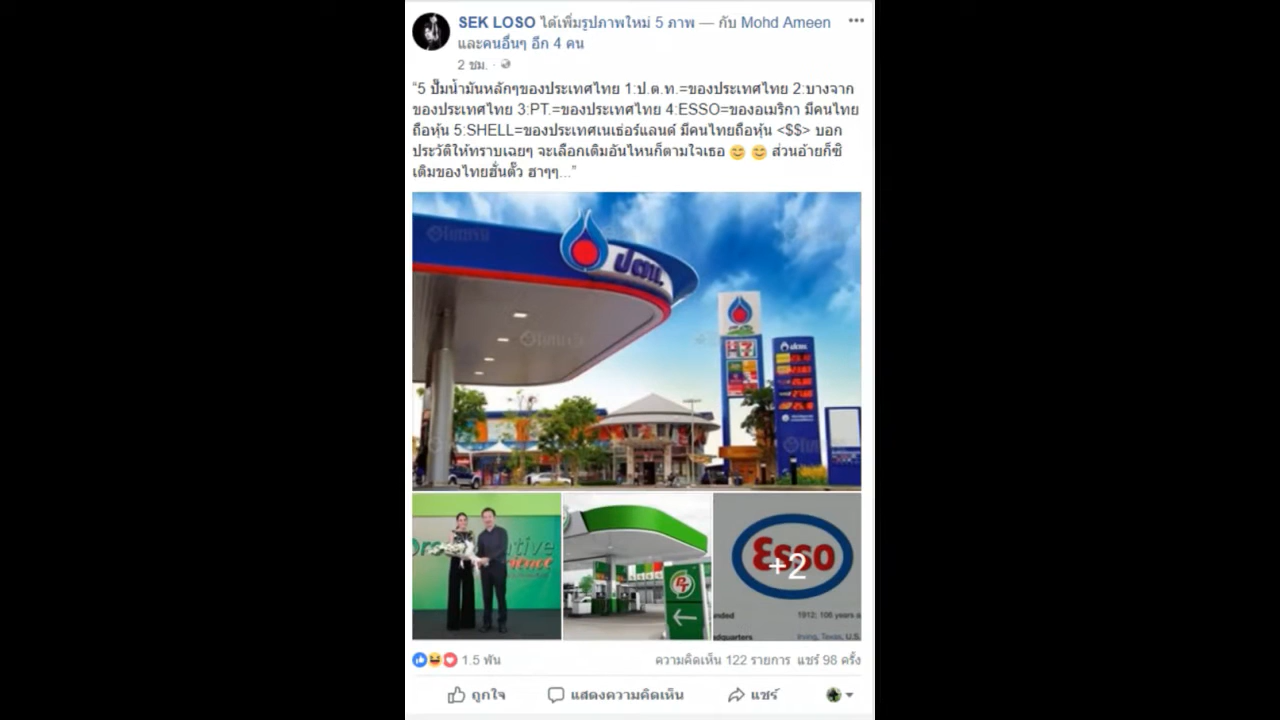 SEK LOSO ได้เพิ่มรูปภาพใหม่ 5 ภาพ — กับ Mohd Ameen
และคนอื่นๆ อีก 4 คน
2 ชม.
“5 ปั๊มน้ำมันหลักๆของประเทศไทย 1:ป.ต.ท.=ของประเทศไทย 2:บางจาก
ของประเทศไทย 3:PT.=ของประเทศไทย 4:ESSO=ของอเมริกา มีคนไทย
ถือหุ้น 5:SHELL=ของประเทศเนเธ่อร์แลนด์ มีคนไทยถือหุ้น <$$> บอก
ประวัติให้ทราบเฉยๆ จะเลือกเติมอันไหนก็ตามใจเธอ 😊 😊 ส่วนอ้ายก็ซิ
เติมของไทยฮั่นตั๊ว ฮาๆๆ...”
ปตท.
ปตท.
PT
Esso
+2
1912; 106 years a
Irving, Texas, U.S.
1.5 พัน
ความคิดเห็น 122 รายการ แชร์ 98 ครั้ง
ถูกใจ
แสดงความคิดเห็น
แชร์